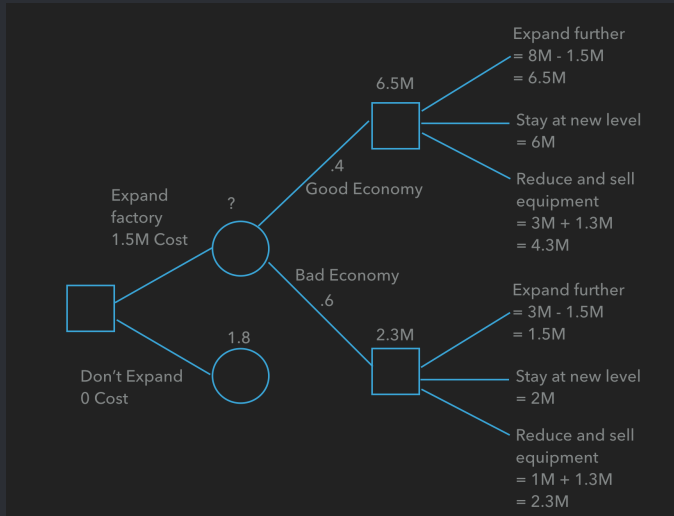 Expand further
= 8M - 1.5M
= 6.5M
6.5M
Stay at new level
= 6M
.4
Good Economy
Reduce and sell
equipment
= 3M + 1.3M
= 4.3M
Expand
factory
1.5M Cost
?
Bad Economy
.6
Expand further
= 3M - 1.5M
= 1.5M
1.8
2.3M
Don't Expand
0 Cost
Stay at new level
= 2M
Reduce and sell
equipment
= 1M + 1.3M
= 2.3M